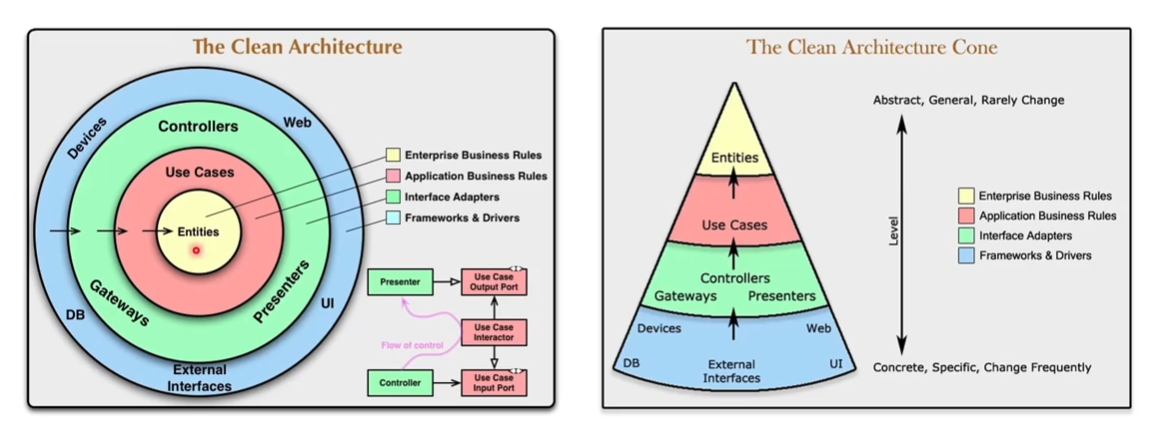 The Clean Architecture
Devices
Controllers
Web
Use Cases
Entities
DB
Gateways
Presenters
UI
External
Interfaces
Enterprise Business Rules
Application Business Rules
Interface Adapters
Frameworks & Drivers
Presenter
Use Case
Output Port
Use Case
Interactor
Flow of control
Controller
Use Case
Input Port
The Clean Architecture Cone
Entities
Use Cases
Controllers
Gateways Presenters
Devices Web
DB External UI
Interfaces
Abstract, General, Rarely Change
Level
Concrete, Specific, Change Frequently
Enterprise Business Rules
Application Business Rules
Interface Adapters
Frameworks & Drivers